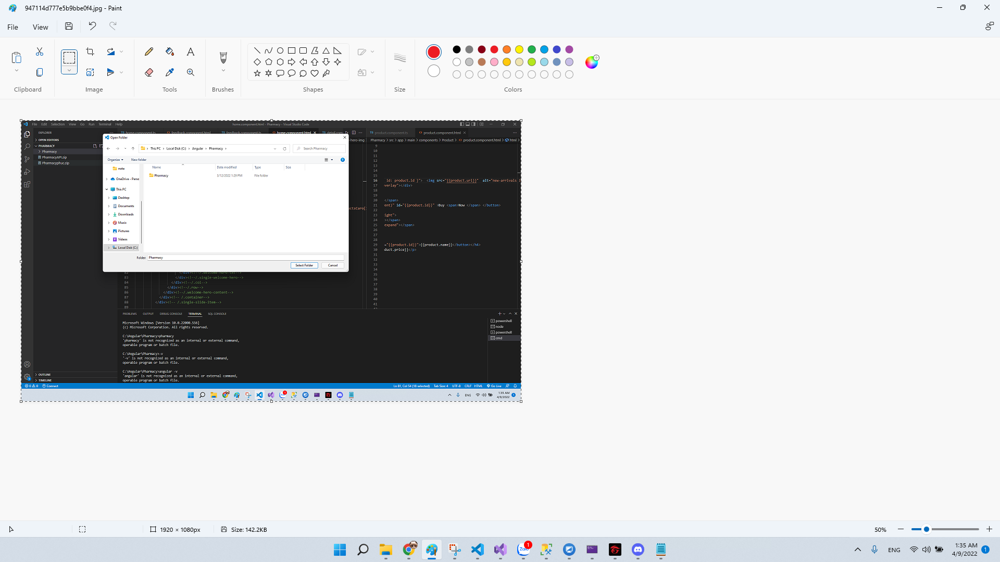 947114d777e5b9bbe0f4.jpg - Paint
File View
Clipboard
Image
Tools
Brushes
Shapes
Size
Colors
File Edit Selection View Go Run Terminal Help
home.component.html - Pharmacy - Visual Studio Code
EXPLORER
home.component.ts feedback.component.html feedback.component.ts home.component.html detail.com
product.component.ts product.component.html
OPEN EDITORS
PHARMACY
Pharmacy
PharmacyAPI.zip
Pharmacyphuc.zip
OUTLINE
TIMELINE
-hero-img
Pharmacy > src > app > main > components > Product > product.component.html > html >
Open Folder
This PC > Local Disk (C:) > Angular > Pharmacy >
Search Pharmacy
Organize New folder
note
OneDrive - Perso
This PC
Desktop
Documents
Downloads
Music
Pictures
Videos
Local Disk (C:)
Name Date modified Type Size
Pharmacy 3/12/2022 1:29 PM File folder
Folder: Pharmacy
Select Folder Cancel
ctsCaro[
82 </div><!--/.welcome-hero-txt-->
83 </div><!--/.single-welcome-hero-->
84 </div><!--/.col-->
85 </div><!--/.row-->
86 </div><!--/.welcome-hero-content-->
87 </div><!-- /.container-->
88 </div><!-- /.single-slide-item-->
89
9
10
11
12
13
14
15
16 id: product.id }"> <img src="{{product.url}}" alt="new-arrivals i
17 verlay"></div>
18
19
20 </span>
21 ent)" id="{{product.id}}" >Buy <span>Now </span> </button>
22
23 ight">
24 ></span>
25 expand"></span>
26
27
28
29 ="{{product.id}}">{{product.name}}</button></h4>
30 duct.price}}</p>
31
32
33
34
35
36
37
38
39
40
41
PROBLEMS OUTPUT DEBUG CONSOLE TERMINAL SQL CONSOLE
Microsoft Windows [Version 10.0.22000.556]
(c) Microsoft Corporation. All rights reserved.
C:\Angular\Pharmacy>pharmacy
'pharmacy' is not recognized as an internal or external command,
operable program or batch file.
C:\Angular\Pharmacy>-v
'-v' is not recognized as an internal or external command,
operable program or batch file.
C:\Angular\Pharmacy>angular -v
'angular' is not recognized as an internal or external command,
operable program or batch file.
powershell
node
powershell
cmd
0 0 Connect
Ln 81, Col 54 (18 selected) Tab Size: 4 UTF-8 CRLF HTML Go Live
ENG
1:35 AM
4/9/2022
1
1920 × 1080px
Size: 142.2KB
50%
Zalo
1
ENG
1:35 AM
4/9/2022
1